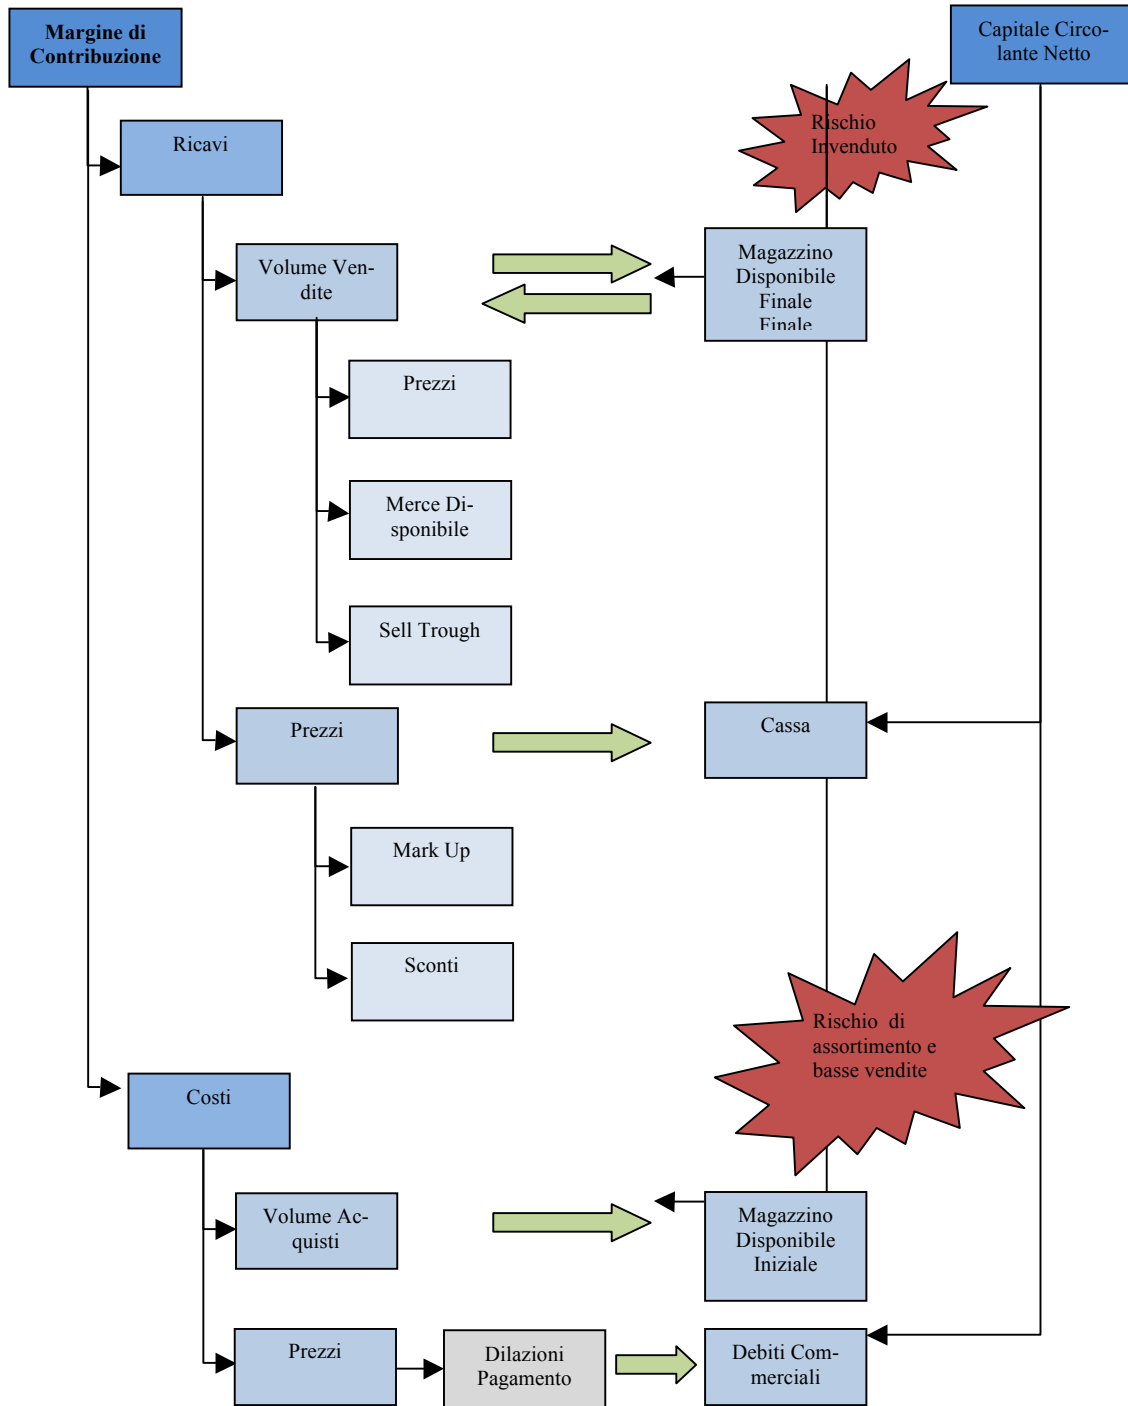 Margine di
Contribuzione
Capitale Circo-
lante Netto
Ricavi
Rischio
Invenduto
Volume Ven-
dite
Magazzino
Disponibile
Finale
Finale
Prezzi
Merce Di-
sponibile
Sell Trough
Prezzi
Cassa
Mark Up
Sconti
Rischio  di
assortimento e
basse vendite
Costi
Volume Ac-
quisti
Magazzino
Disponibile
Iniziale
Prezzi
Dilazioni
Pagamento
Debiti Com-
merciali